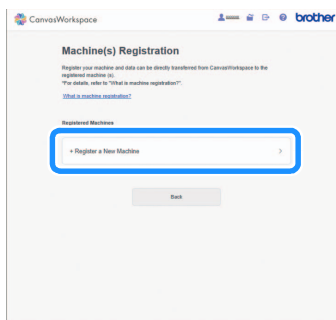 CanvasWorkspace
brother
Machine(s) Registration
Register your machine and data can be directly transferred from CanvasWorkspace to the
registered machine (s).
*For details, refer to "What is machine registration?".
What is machine registration?
Registered Machines
+ Register a New Machine
Back